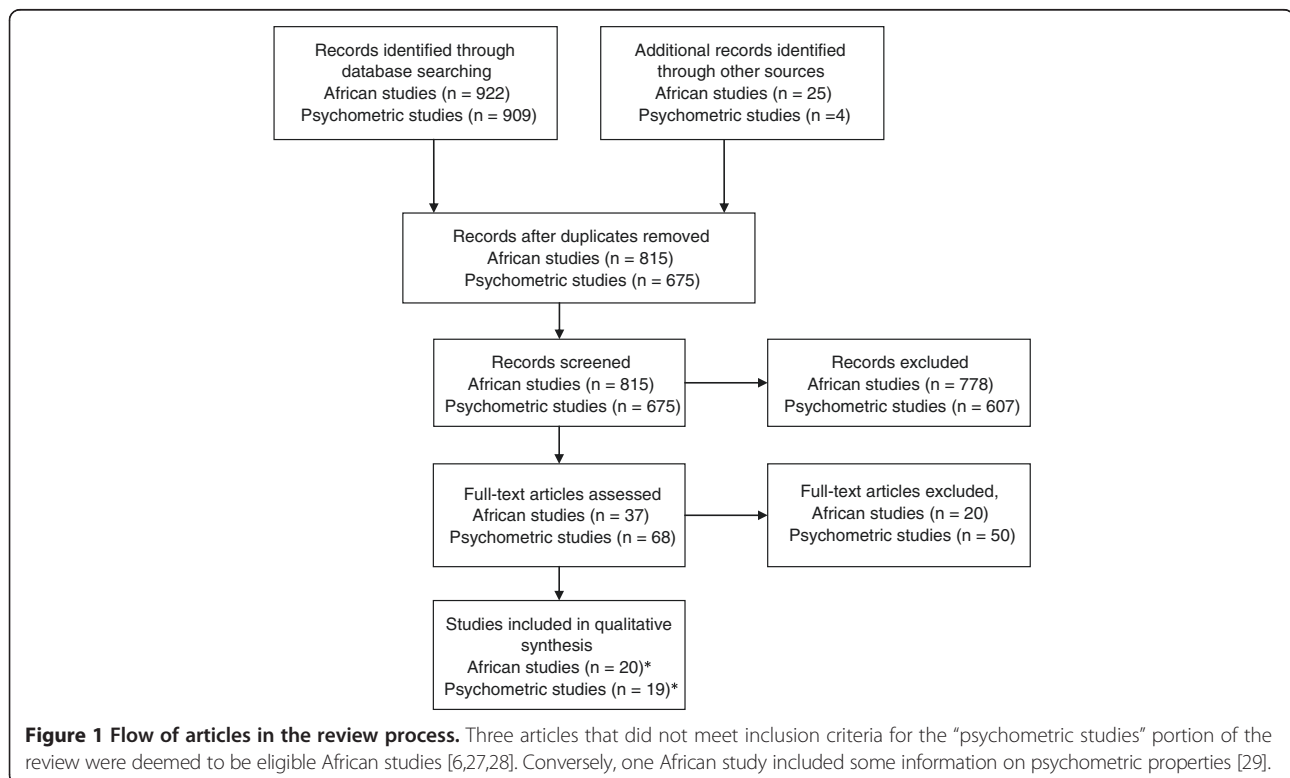 Records identified through
database searching
African studies (n = 922)
Psychometric studies (n = 909)
Additional records identified
through other sources
African studies (n = 25)
Psychometric studies (n =4)
Records after duplicates removed
African studies (n = 815)
Psychometric studies (n = 675)
Records screened
African studies (n = 815)
Psychometric studies (n = 675)
Records excluded
African studies (n = 778)
Psychometric studies (n = 607)
Full-text articles assessed
African studies (n = 37)
Psychometric studies (n = 68)
Full-text articles excluded,
African studies (n = 20)
Psychometric studies (n = 50)
Studies included in qualitative
synthesis
African studies (n = 20)*
Psychometric studies (n = 19)*
Figure 1 Flow of articles in the review process. Three articles that did not meet inclusion criteria for the “psychometric studies” portion of the
review were deemed to be eligible African studies [6,27,28]. Conversely, one African study included some information on psychometric properties [29].